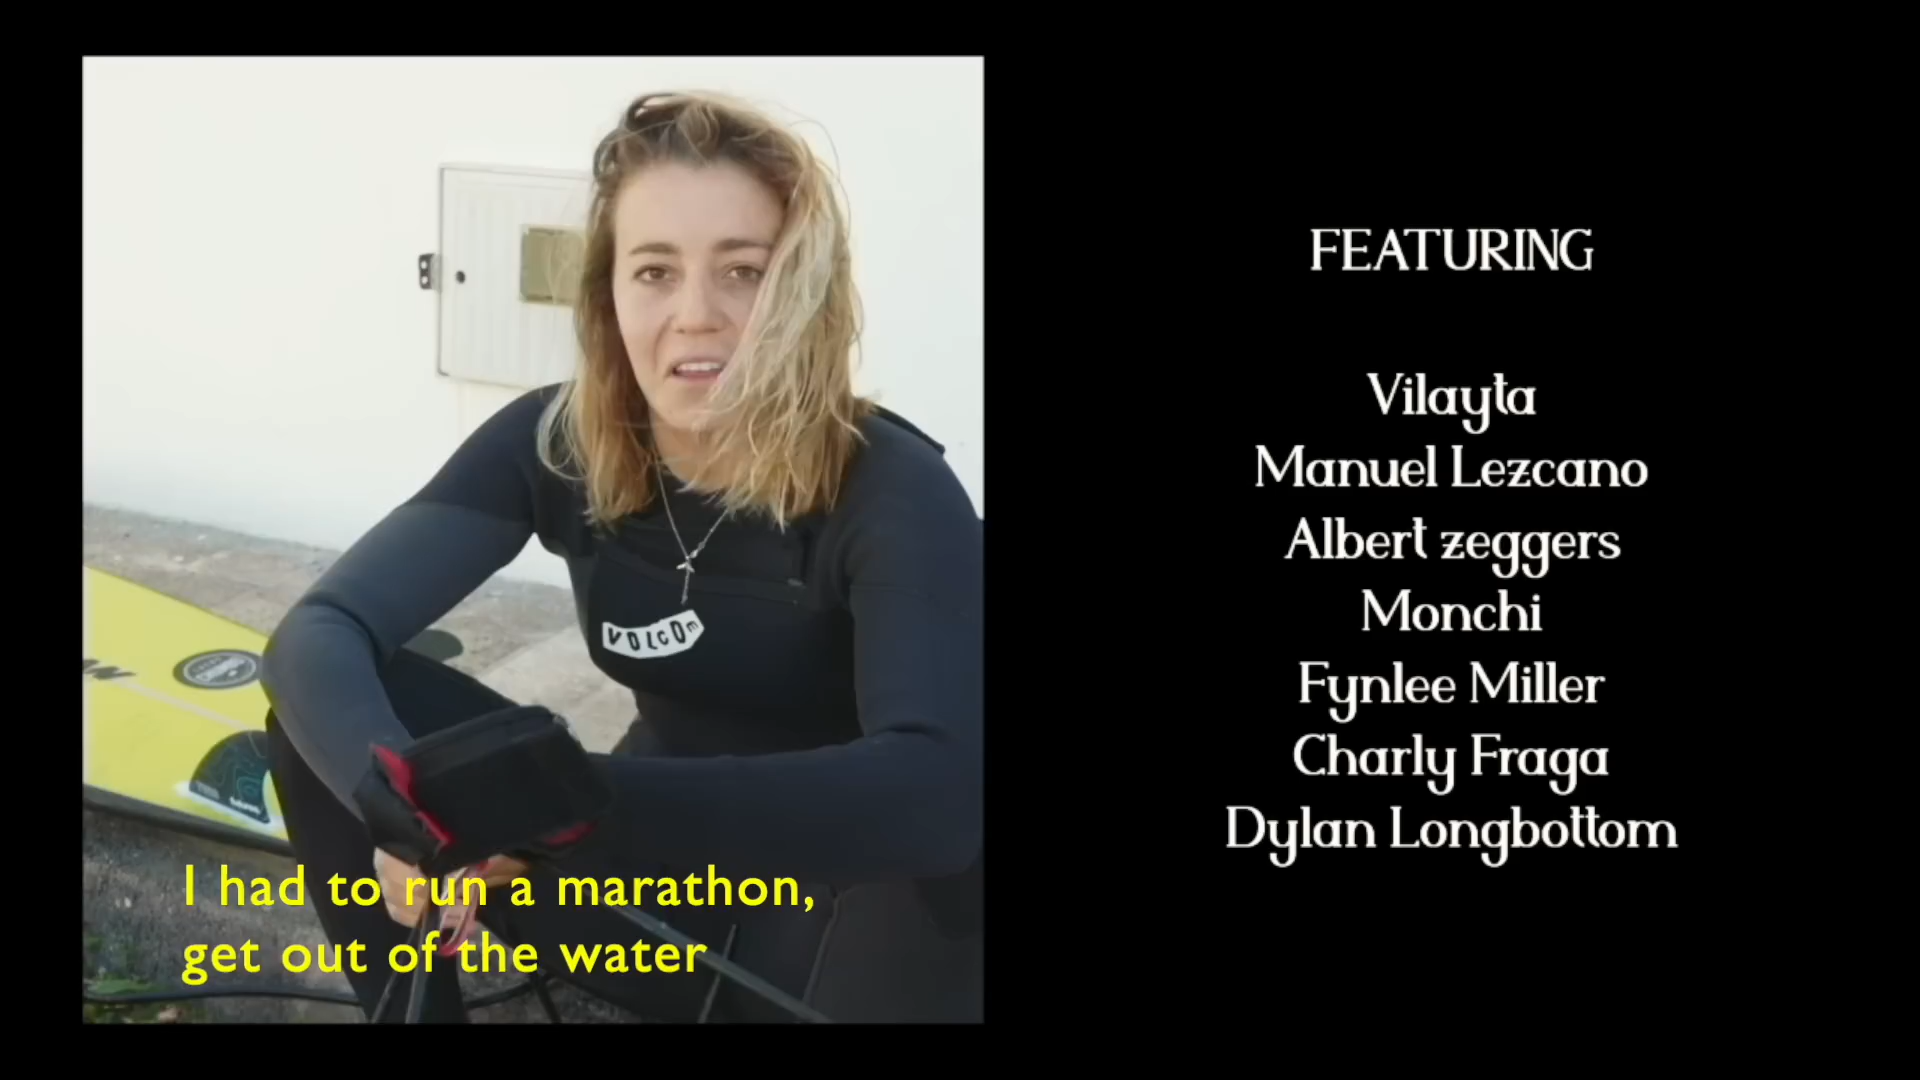 FEATURING
Vilayta
Manuel Lezcano
Albert zeggers
Monchi
Fynlee Miller
Charly Fraga
Dylan Longbottom
VOLCOM
I had to run a marathon,
get out of the water